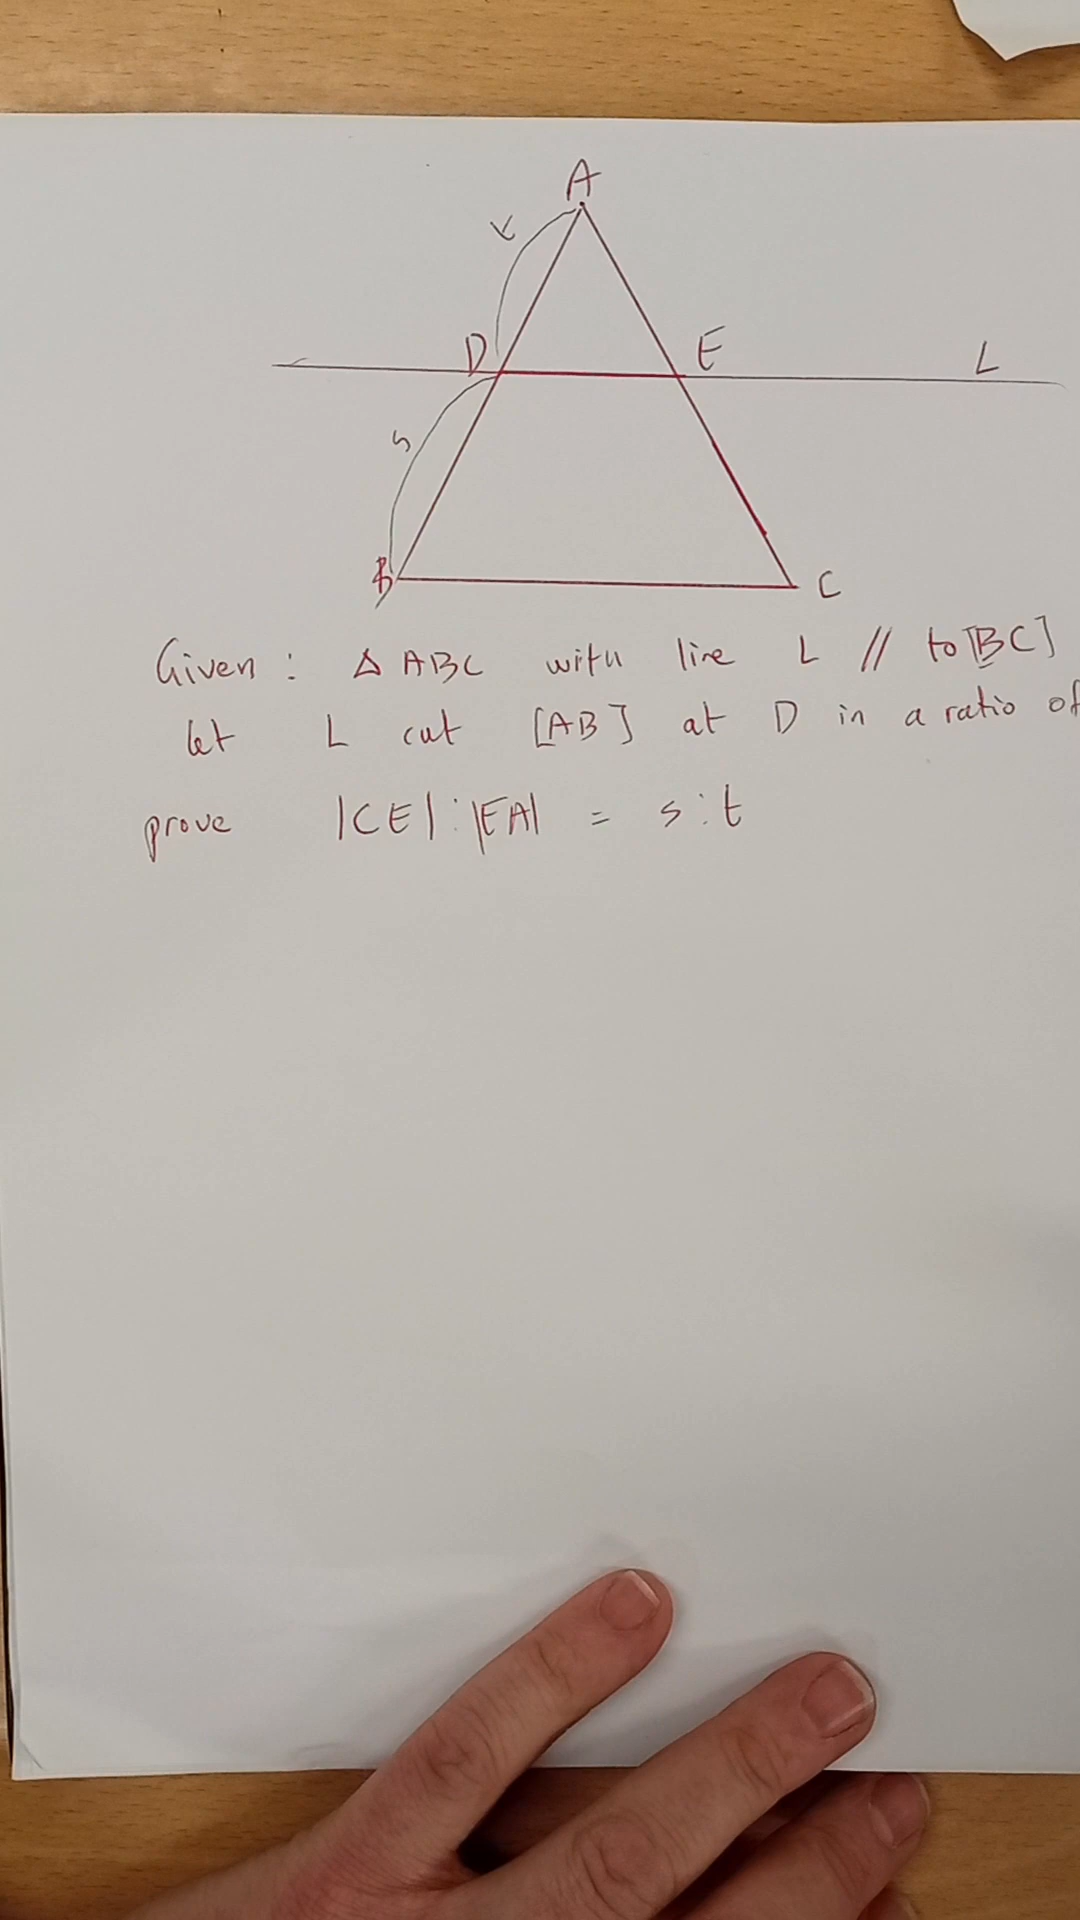 A
t
D
E
L
s
B
C
Given : Δ ABC with line L // to [BC]
let L cut [AB] at D in a ratio of
prove |CE| : |EA| = s : t